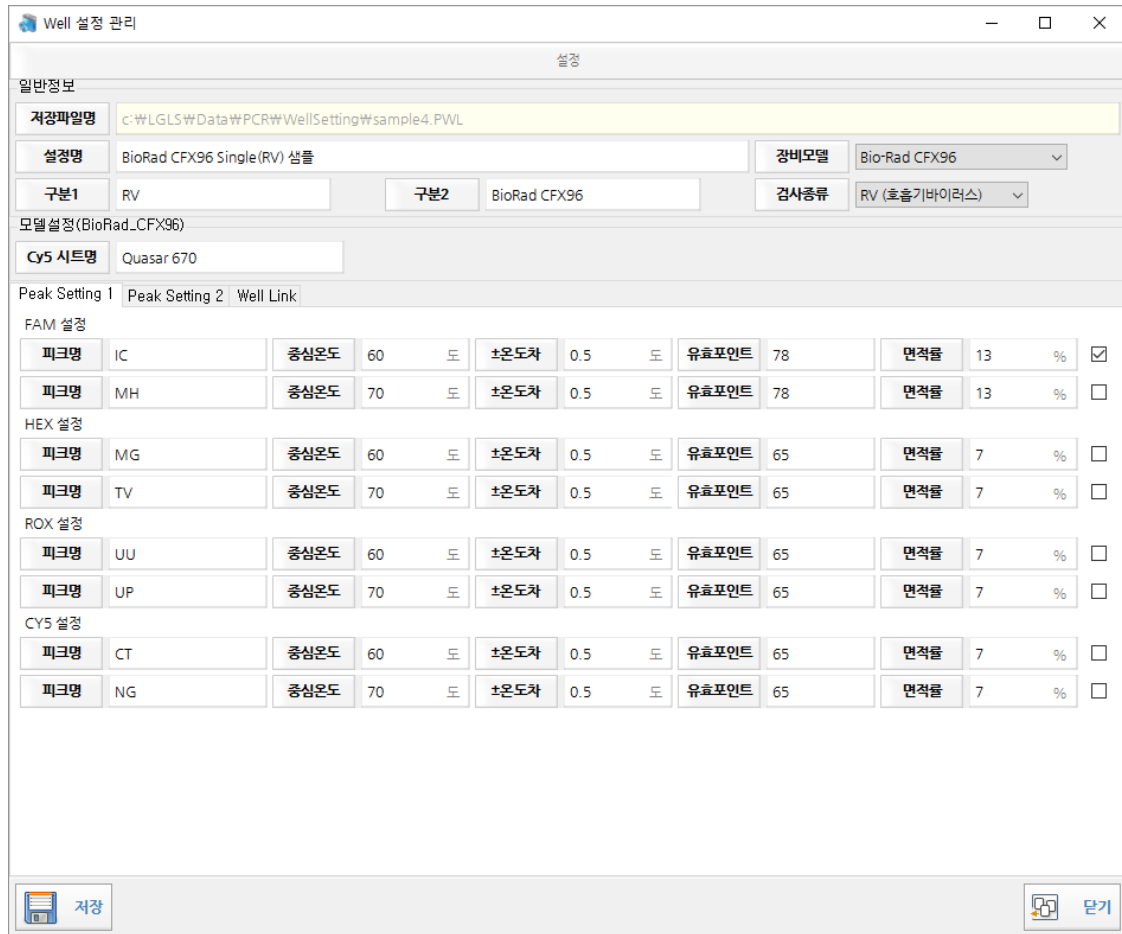 Well 설정 관리
설정
일반정보
저장파일명 c:₩LGLS₩Data₩PCR₩WellSetting₩sample4.PWL
설정명 BioRad CFX96 Single(RV) 샘플 장비모델 Bio-Rad CFX96
구분1 RV 구분2 BioRad CFX96 검사종류 RV (호흡기바이러스)
모델설정(BioRad_CFX96)
Cy5 시트명 Quasar 670
Peak Setting 1 Peak Setting 2 Well Link
FAM 설정
피크명 IC 중심온도 60 도 ±온도차 0.5 도 유효포인트 78 면적률 13 %
피크명 MH 중심온도 70 도 ±온도차 0.5 도 유효포인트 78 면적률 13 %
HEX 설정
피크명 MG 중심온도 60 도 ±온도차 0.5 도 유효포인트 65 면적률 7 %
피크명 TV 중심온도 70 도 ±온도차 0.5 도 유효포인트 65 면적률 7 %
ROX 설정
피크명 UU 중심온도 60 도 ±온도차 0.5 도 유효포인트 65 면적률 7 %
피크명 UP 중심온도 70 도 ±온도차 0.5 도 유효포인트 65 면적률 7 %
CY5 설정
피크명 CT 중심온도 60 도 ±온도차 0.5 도 유효포인트 65 면적률 7 %
피크명 NG 중심온도 70 도 ±온도차 0.5 도 유효포인트 65 면적률 7 %
저장 닫기